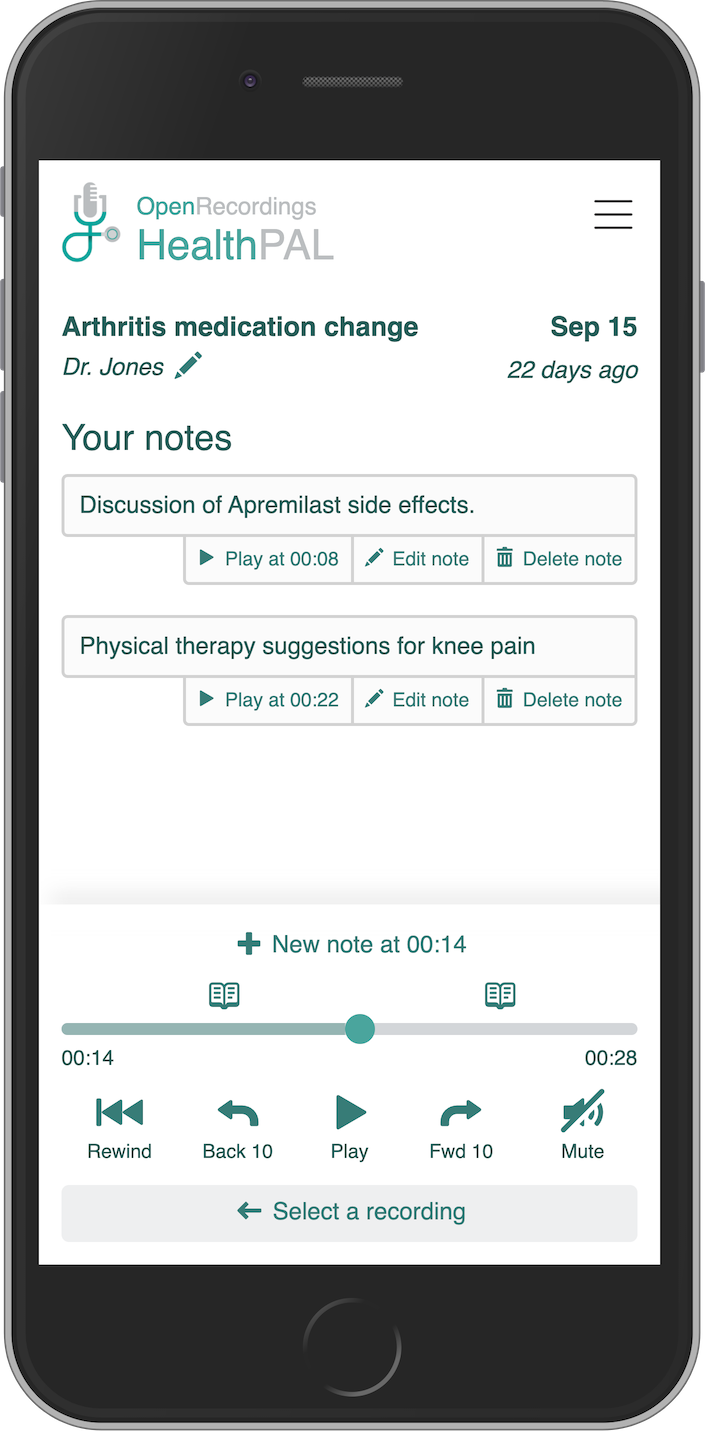 OpenRecordings
HealthPAL
Arthritis medication change Sep 15
Dr. Jones 22 days ago
Your notes
Discussion of Apremilast side effects.
Play at 00:08 Edit note Delete note
Physical therapy suggestions for knee pain
Play at 00:22 Edit note Delete note
New note at 00:14
00:14 00:28
Rewind Back 10 Play Fwd 10 Mute
Select a recording